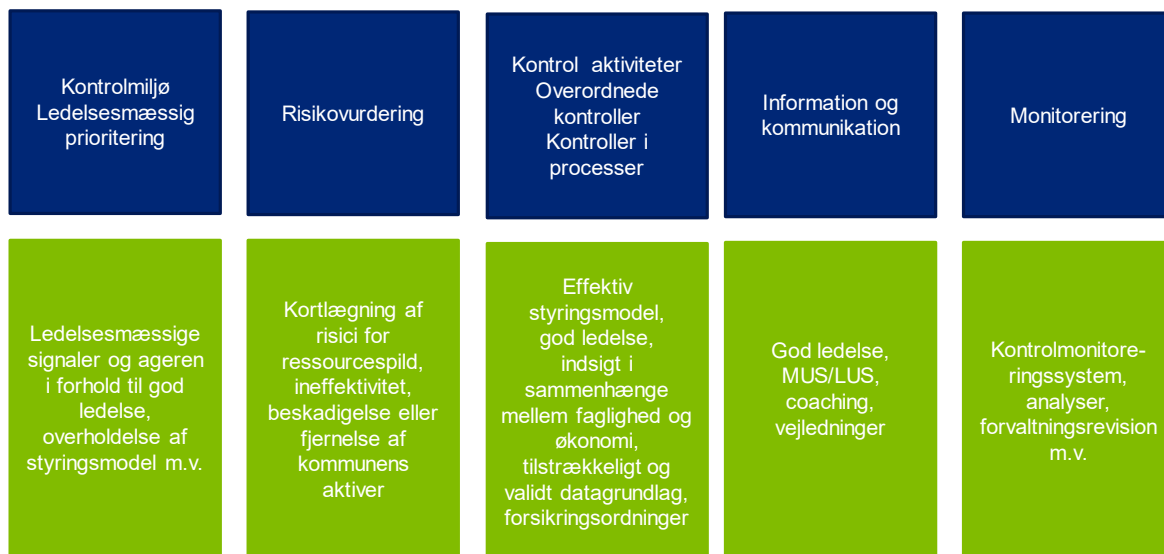 Kontrolmiljø
Ledelsesmæssig
prioritering
Risikovurdering
Kontrol aktiviteter
Overordnede
kontroller
Kontroller i
processer
Information og
kommunikation
Monitorering
Ledelsesmæssige
signaler og ageren
i forhold til god
ledelse,
overholdelse af
styringsmodel m.v.
Kortlægning af
risici for
ressourcespild,
ineffektivitet,
beskadigelse eller
fjernelse af
kommunens
aktiver
Effektiv
styringsmodel,
god ledelse,
indsigt i
sammenhænge
mellem faglighed og
økonomi,
tilstrækkeligt og
validt datagrundlag,
forsikringsordninger
God ledelse,
MUS/LUS,
coaching,
vejledninger
Kontrolmonitore-
ringssystem,
analyser,
forvaltningsrevision
m.v.